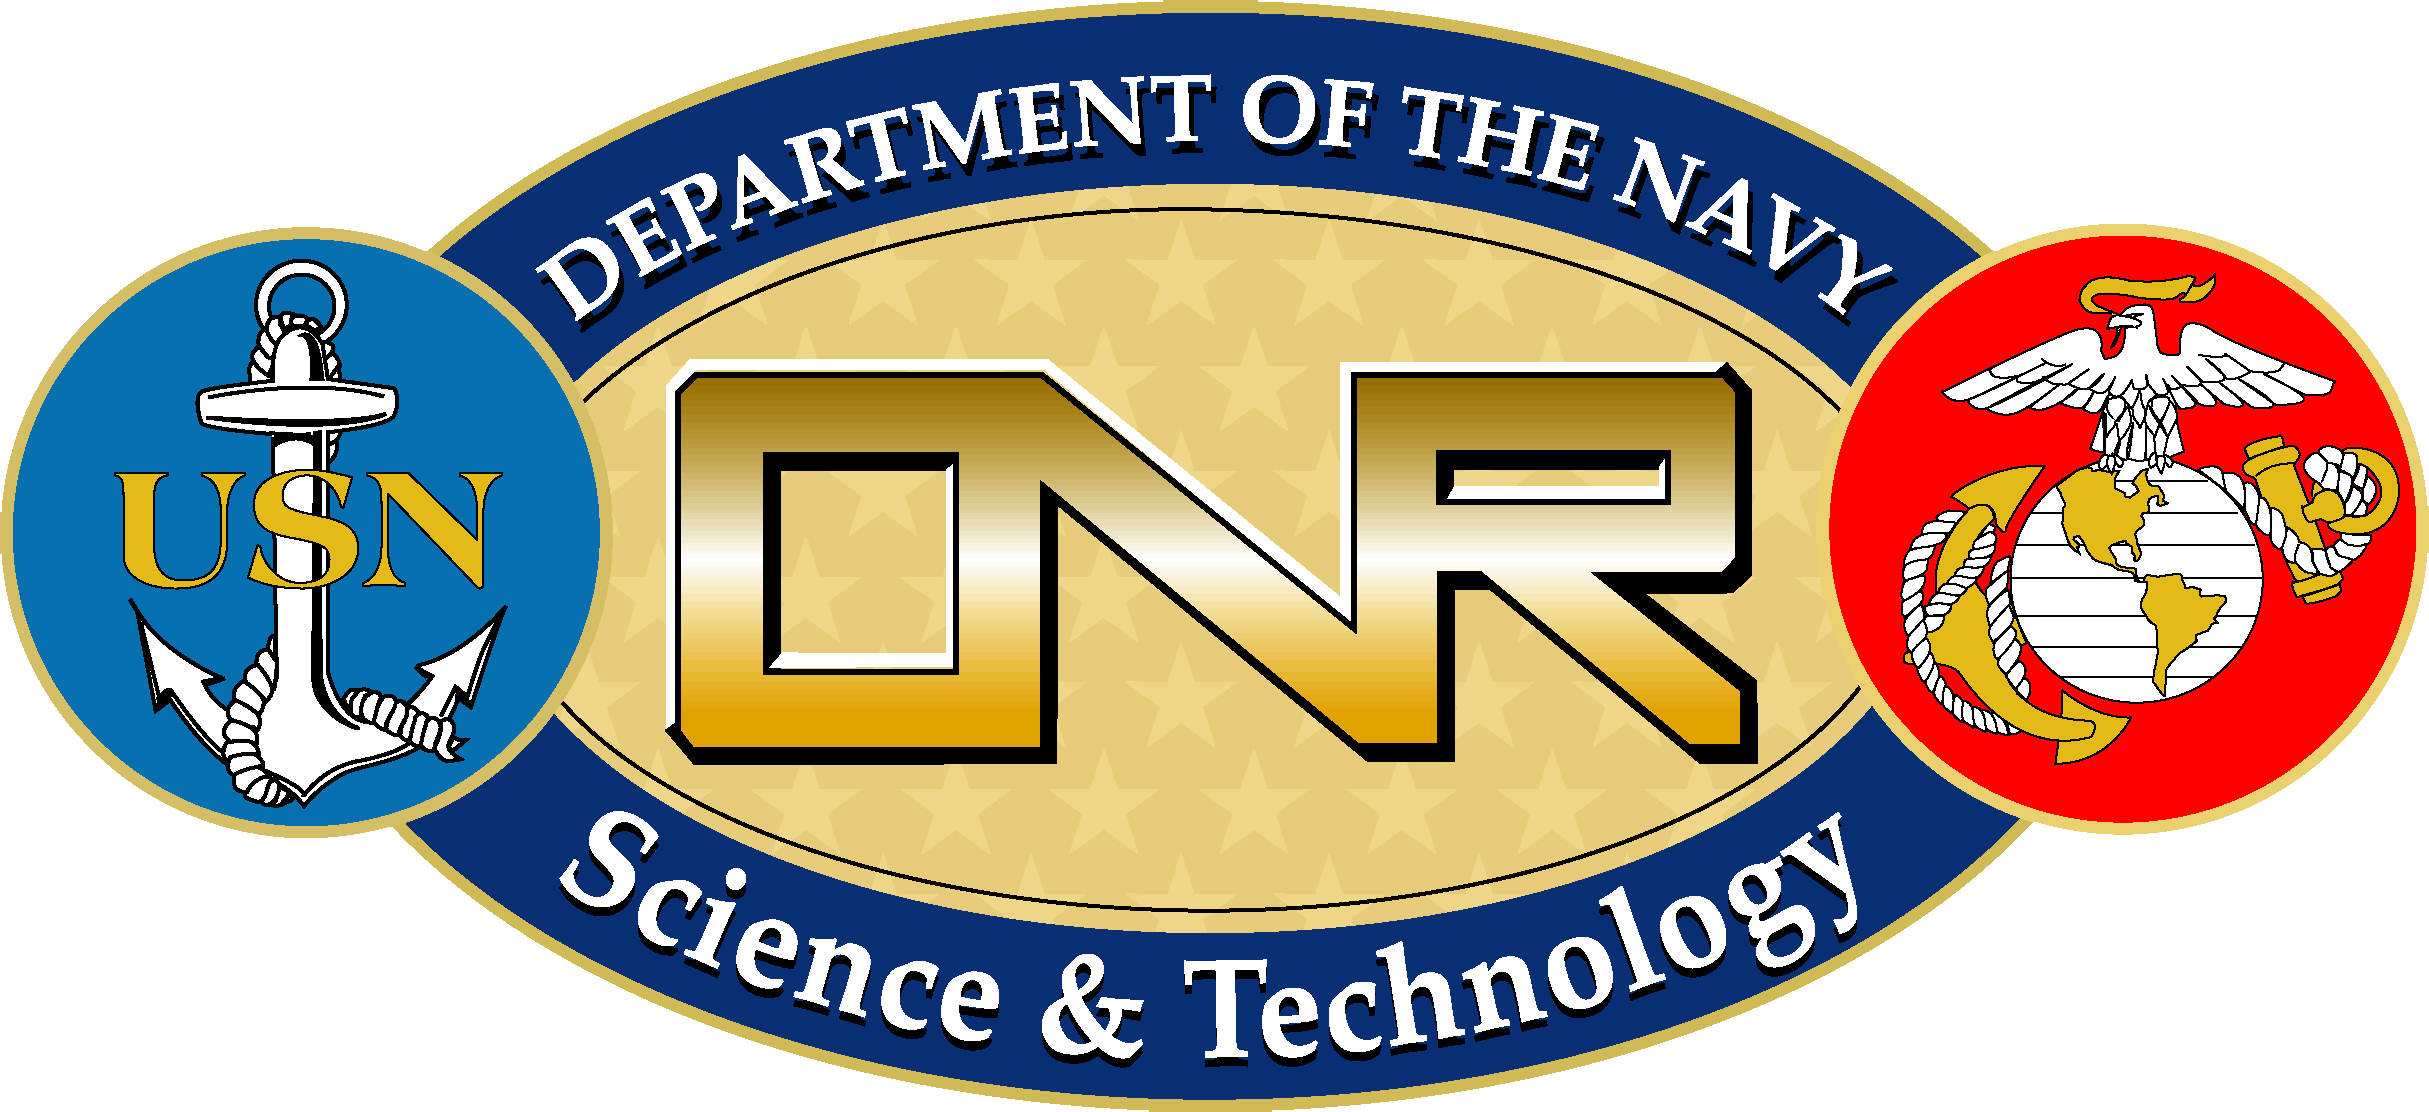 DEPARTMENT OF THE NAVY
USN
ONR
Science & Technology